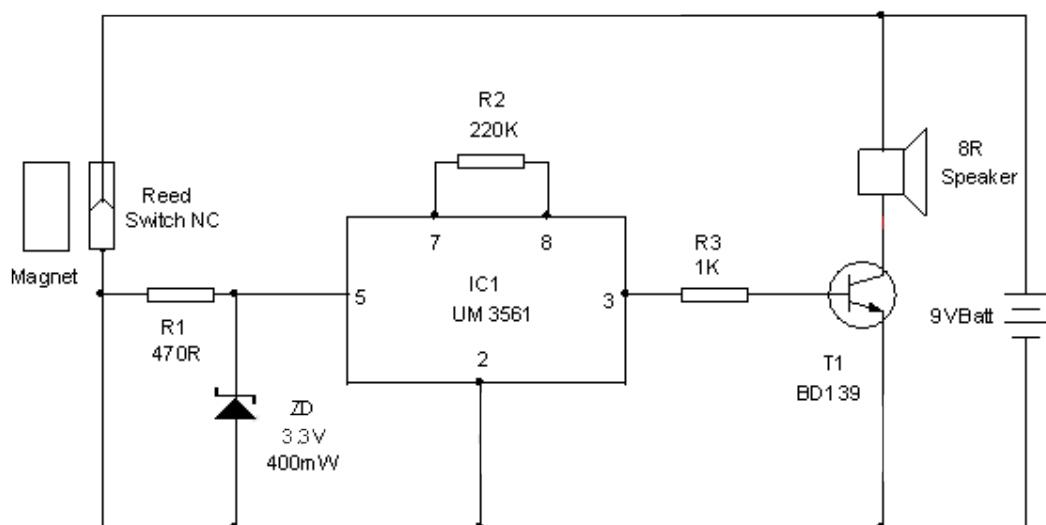 R2
220K
8R
Speaker
Reed
Switch NC
7
8
R3
1K
Magnet
IC1
UM 3561
5
3
9VBatt
R1
470R
2
T1
BD139
ZD
3.3V
400mW